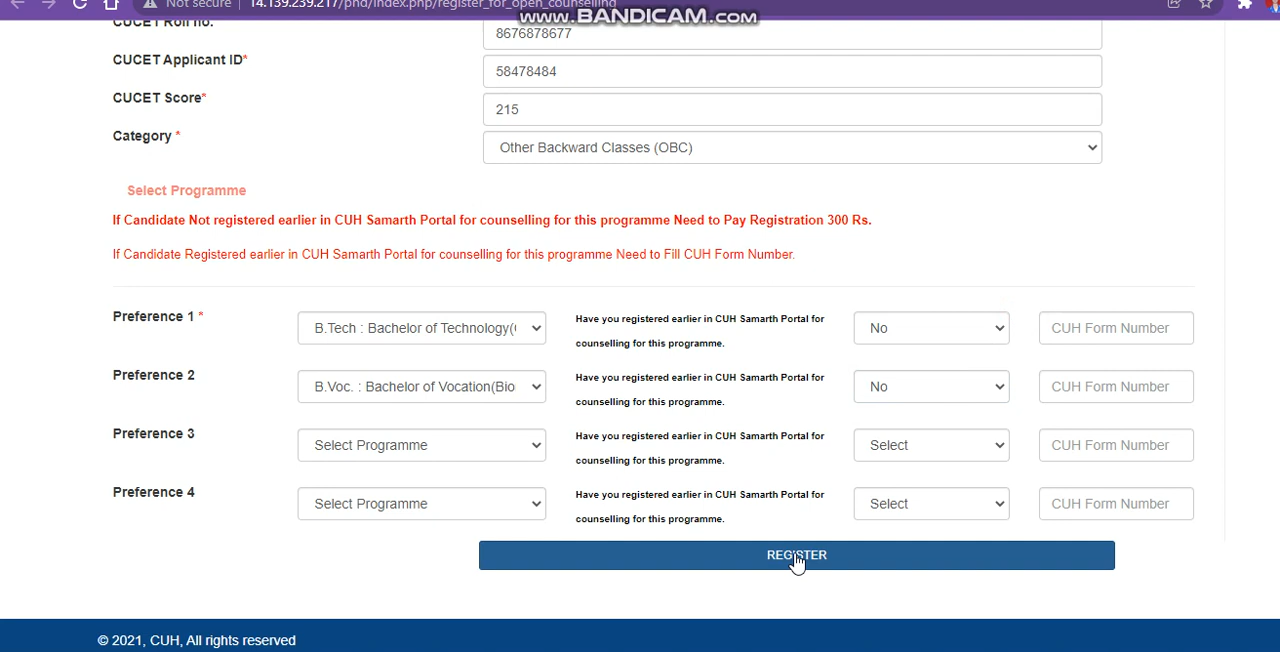 Not secure 14.139.239.217/phd/index.php/register_for_open_counselling
www.BANDICAM.com
CUCET Roll no.
8676878677
CUCET Applicant ID*
58478484
CUCET Score*
215
Category *
Other Backward Classes (OBC)
Select Programme
If Candidate Not registered earlier in CUH Samarth Portal for counselling for this programme Need to Pay Registration 300 Rs.
If Candidate Registered earlier in CUH Samarth Portal for counselling for this programme Need to Fill CUH Form Number.
Preference 1 *
B.Tech : Bachelor of Technology(
Have you registered earlier in CUH Samarth Portal for
counselling for this programme.
No
CUH Form Number
Preference 2
B.Voc. : Bachelor of Vocation(Bio
Have you registered earlier in CUH Samarth Portal for
counselling for this programme.
No
CUH Form Number
Preference 3
Select Programme
Have you registered earlier in CUH Samarth Portal for
counselling for this programme.
Select
CUH Form Number
Preference 4
Select Programme
Have you registered earlier in CUH Samarth Portal for
counselling for this programme.
Select
CUH Form Number
REGISTER
© 2021, CUH, All rights reserved